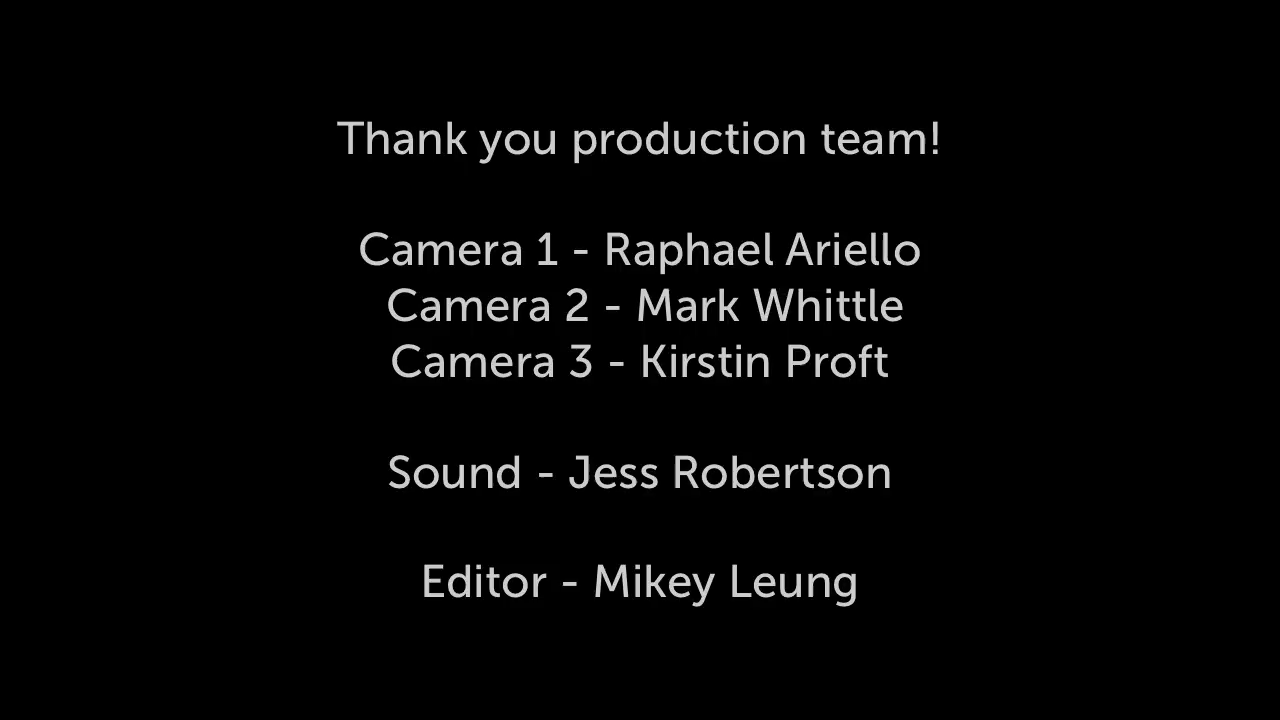 Thank you production team!
Camera 1 - Raphael Ariello
Camera 2 - Mark Whittle
Camera 3 - Kirstin Proft
Sound - Jess Robertson
Editor - Mikey Leung